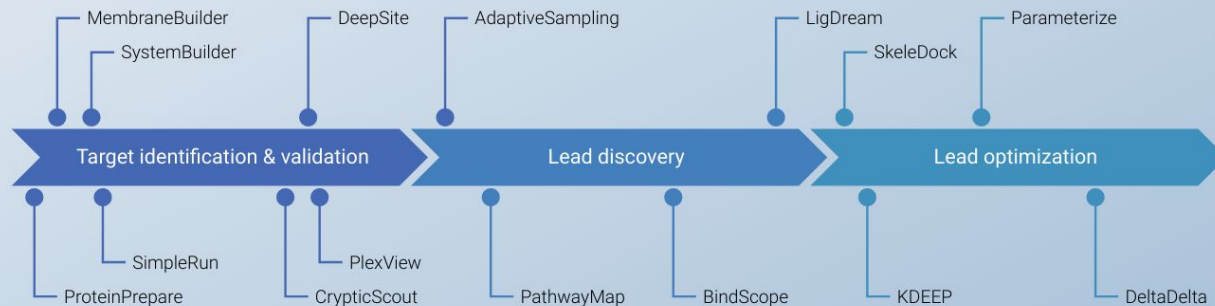 MembraneBuilder
DeepSite
AdaptiveSampling
LigDream
Parameterize
SystemBuilder
SkeleDock
Target identification & validation
Lead discovery
Lead optimization
SimpleRun
PlexView
ProteinPrepare
CrypticScout
PathwayMap
BindScope
KDEEP
DeltaDelta